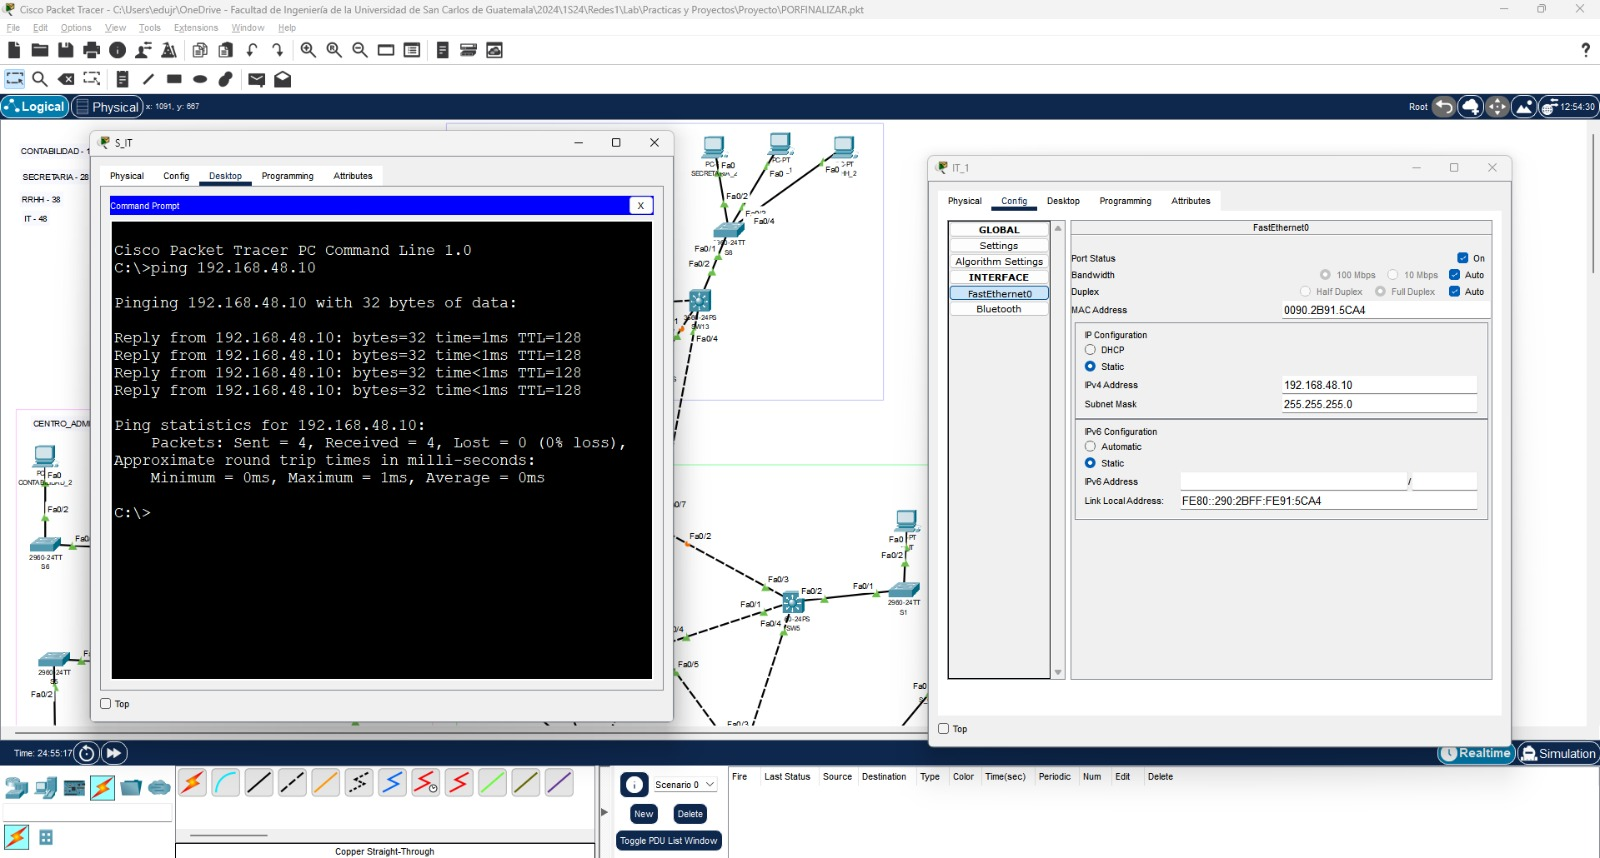 Cisco Packet Tracer - C:\Users\edujr\OneDrive - Facultad de Ingeniería de la Universidad de San Carlos de Guatemala\2024\1S24\Redes1\Lab\Practicas y Proyectos\Proyecto\PORFINALIZAR.pkt
File Edit Options View Tools Extensions Window Help
?
Logical Physical x: 1091, y: 667
Root 12:54:30
CONTABILIDAD - 1
SECRETARIA - 28
RRHH - 38
IT - 48
S_IT
Physical Config Desktop Programming Attributes
Command Prompt
X
Cisco Packet Tracer PC Command Line 1.0
C:\>ping 192.168.48.10
Pinging 192.168.48.10 with 32 bytes of data:
Reply from 192.168.48.10: bytes=32 time=1ms TTL=128
Reply from 192.168.48.10: bytes=32 time<1ms TTL=128
Reply from 192.168.48.10: bytes=32 time<1ms TTL=128
Reply from 192.168.48.10: bytes=32 time<1ms TTL=128
Ping statistics for 192.168.48.10:
Packets: Sent = 4, Received = 4, Lost = 0 (0% loss),
Approximate round trip times in milli-seconds:
Minimum = 0ms, Maximum = 1ms, Average = 0ms
C:\>
Top
Fa0
Fa0
Fa0/2
Fa0/4
Fa0/1
S8
Fa0/2
SW13
Fa0/4
CENTRO_ADM
Fa0
Fa0/2
2960-24TT
S6
Fa0/2
Fa0/2
Fa0/3
Fa0/2
Fa0/1
Fa0/1
Fa0/4
SW5
Fa0
Fa0/2
2960-24TT
S1
Fa0/5
Fa0/3
IT_1
Physical Config Desktop Programming Attributes
GLOBAL
Settings
Algorithm Settings
INTERFACE
FastEthernet0
Bluetooth
FastEthernet0
Port Status On
Bandwidth 100 Mbps 10 Mbps Auto
Duplex Half Duplex Full Duplex Auto
MAC Address 0090.2B91.5CA4
IP Configuration
DHCP
Static
IPv4 Address 192.168.48.10
Subnet Mask 255.255.255.0
IPv6 Configuration
Automatic
Static
IPv6 Address /
Link Local Address: FE80::290:2BFF:FE91:5CA4
Top
Time: 24:55:17
Realtime Simulation
Scenario 0
New Delete
Toggle PDU List Window
Fire Last Status Source Destination Type Color Time(sec) Periodic Num Edit Delete
Copper Straight-Through